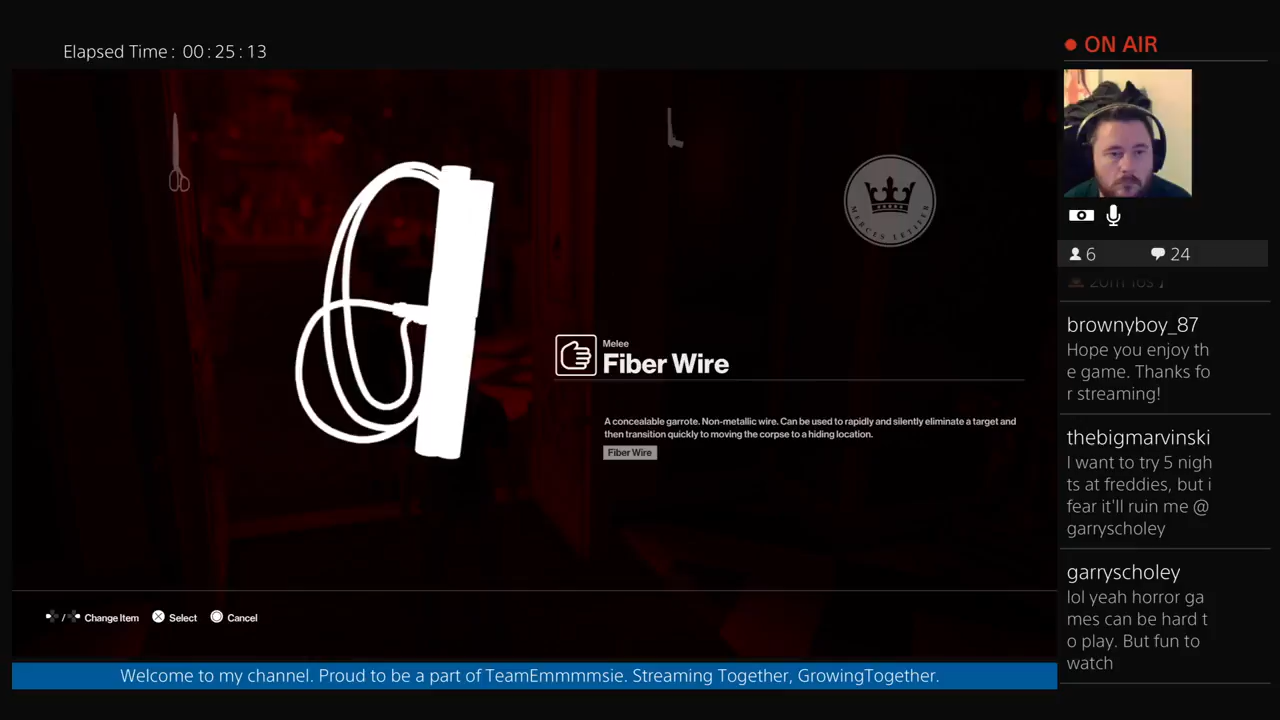 Elapsed Time: 00:25:13
ON AIR
6
24
MERCES LETIFER
Melee
Fiber Wire
A concealable garrote. Non-metallic wire. Can be used to rapidly and silently eliminate a target and
then transition quickly to moving the corpse to a hiding location.
Fiber Wire
brownyboy_87
Hope you enjoy th
e game. Thanks fo
r streaming!
thebigmarvinski
I want to try 5 nigh
ts at freddies, but i
fear it'll ruin me @
garryscholey
garryscholey
lol yeah horror ga
mes can be hard t
o play. But fun to
watch
/ Change Item Select Cancel
Welcome to my channel. Proud to be a part of TeamEmmmmsie. Streaming Together, GrowingTogether.